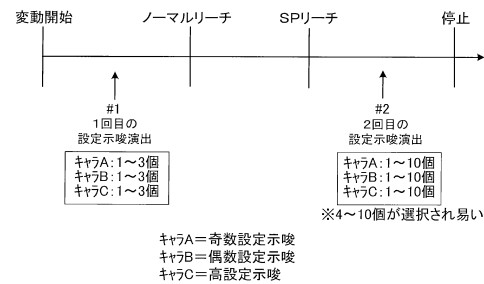 変動開始
ノーマルリーチ
SPリーチ
停止
#1
1回目の
設定示唆演出
ｷｬﾗA:1～3個
ｷｬﾗB:1～3個
ｷｬﾗC:1～3個
#2
2回目の
設定示唆演出
ｷｬﾗA:1～10個
ｷｬﾗB:1～10個
ｷｬﾗC:1～10個
※4～10個が選択され易い
ｷｬﾗA＝奇数設定示唆
ｷｬﾗB＝偶数設定示唆
ｷｬﾗC＝高設定示唆